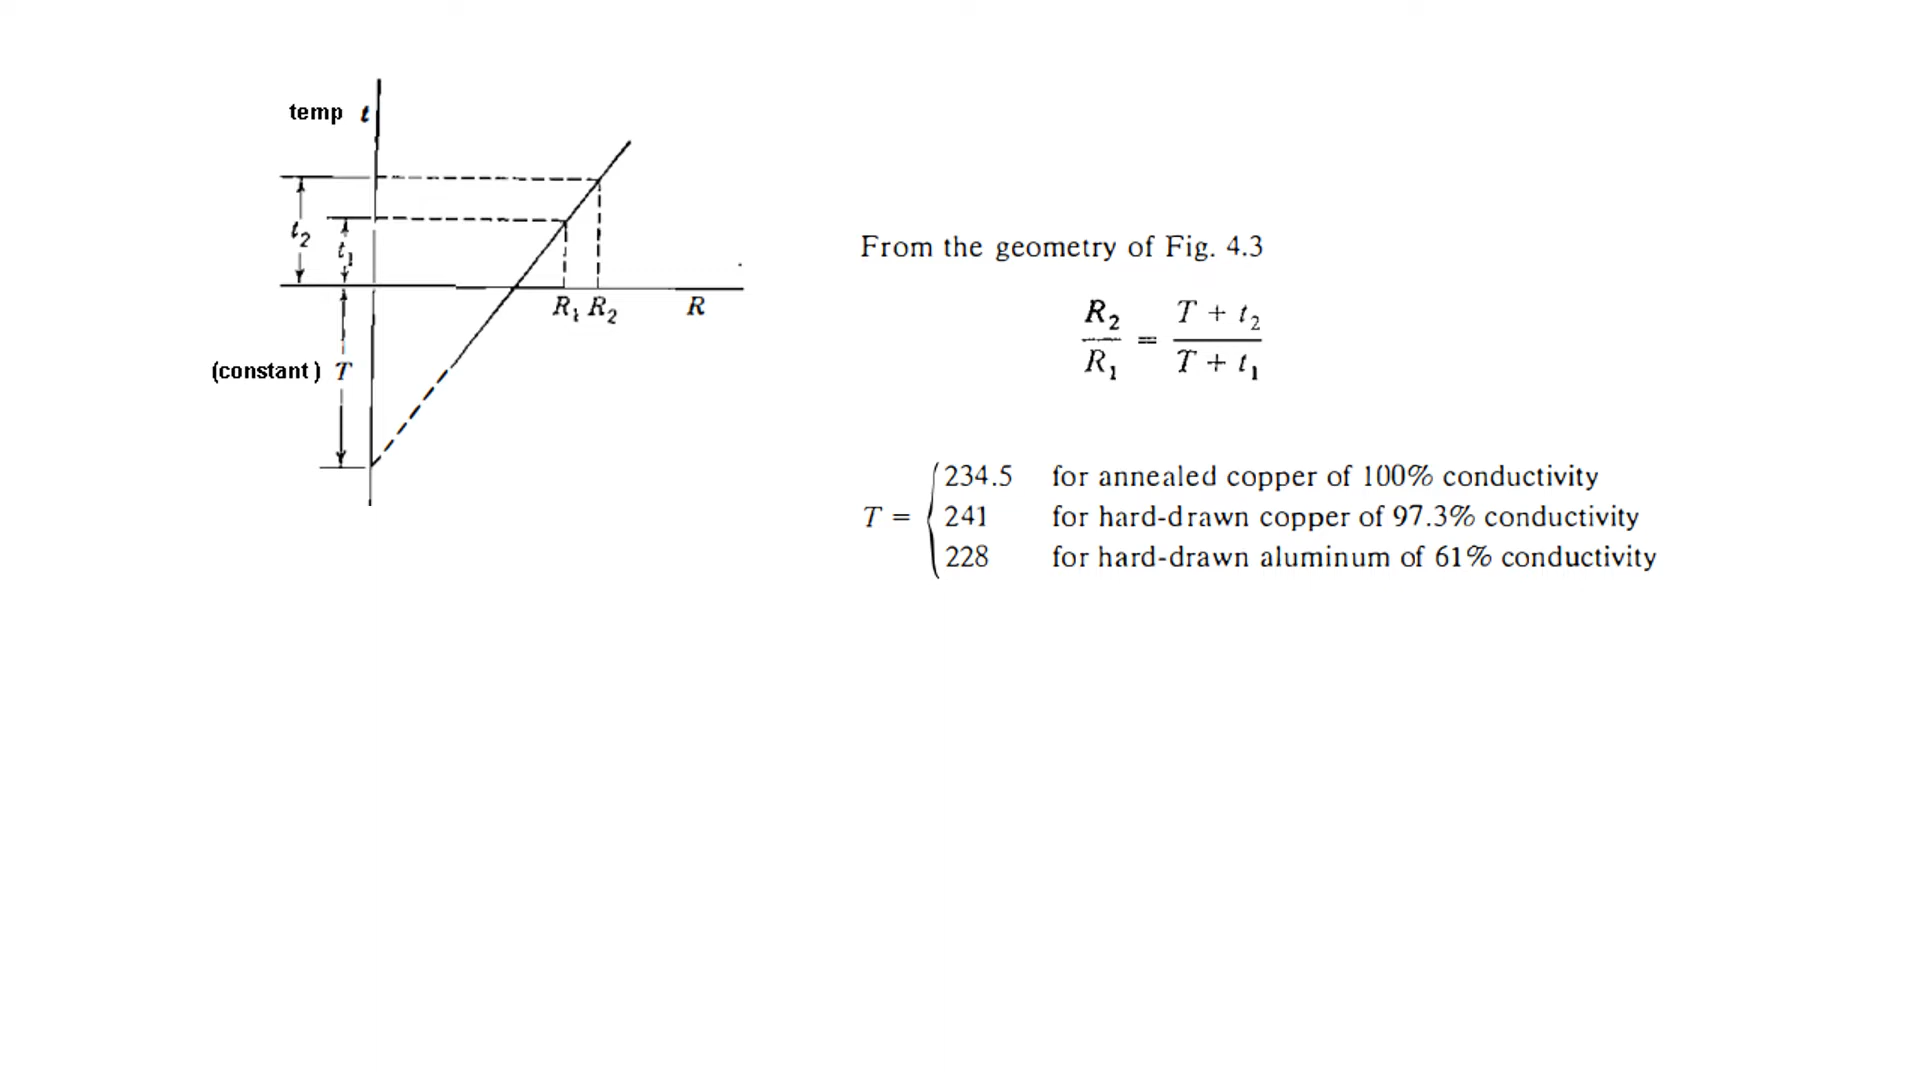 temp t
t2
t1
R1 R2 R
(constant) T
From the geometry of Fig. 4.3
R2 / R1 = T + t2 / T + t1
T = { 234.5 for annealed copper of 100% conductivity
241 for hard-drawn copper of 97.3% conductivity
228 for hard-drawn aluminum of 61% conductivity